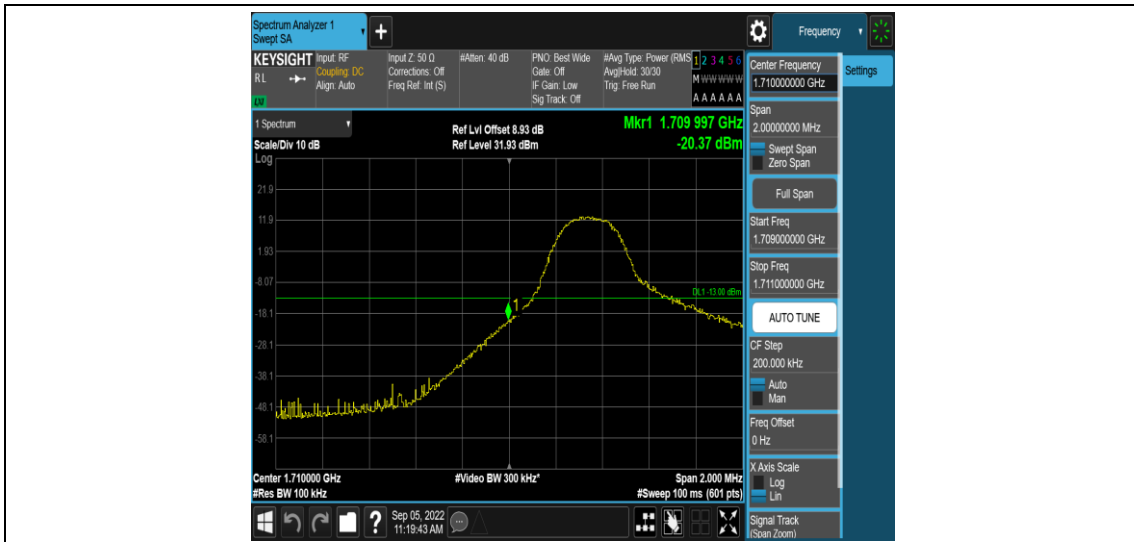 Spectrum Analyzer 1
Swept SA
+
Frequency
KEYSIGHT
RL
LXI
Input: RF
Coupling: DC
Align: Auto
Input Z: 50 Ω
Corrections: Off
Freq Ref: Int (S)
#Atten: 40 dB
PNO: Best Wide
Gate: Off
IF Gain: Low
Sig Track: Off
#Avg Type: Power (RMS
Avg|Hold: 30/30
Trig: Free Run
1 2 3 4 5 6
M W W W W W
A A A A A A
1 Spectrum
Scale/Div 10 dB
Log
Ref Lvl Offset 8.93 dB
Ref Level 31.93 dBm
Mkr1 1.709 997 GHz
-20.37 dBm
21.9
11.9
1.93
-8.07
-18.1
-28.1
-38.1
-48.1
-58.1
DL1 -13.00 dBm
1
Center 1.710000 GHz
#Res BW 100 kHz
#Video BW 300 kHz*
Span 2.000 MHz
#Sweep 100 ms (601 pts)
Sep 05, 2022
11:19:43 AM
?
Center Frequency
1.710000000 GHz
Settings
Span
2.00000000 MHz
Swept Span
Zero Span
Full Span
Start Freq
1.709000000 GHz
Stop Freq
1.711000000 GHz
AUTO TUNE
CF Step
200.000 kHz
Auto
Man
Freq Offset
0 Hz
X Axis Scale
Log
Lin
Signal Track
(Span Zoom)